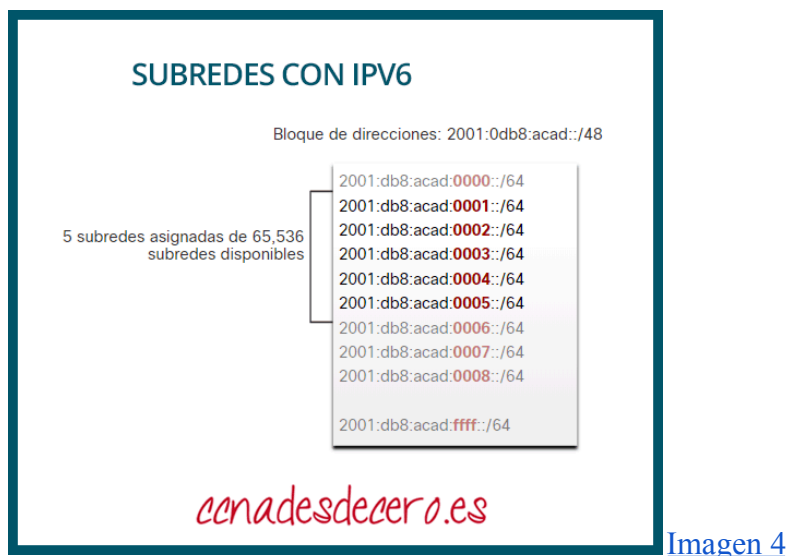 SUBREDES CON IPV6
Bloque de direcciones: 2001:0db8:acad::/48
5 subredes asignadas de 65,536
subredes disponibles
2001:db8:acad:0000::/64
2001:db8:acad:0001::/64
2001:db8:acad:0002::/64
2001:db8:acad:0003::/64
2001:db8:acad:0004::/64
2001:db8:acad:0005::/64
2001:db8:acad:0006::/64
2001:db8:acad:0007::/64
2001:db8:acad:0008::/64
2001:db8:acad:ffff::/64
ccnadesdecero.es
Imagen 4